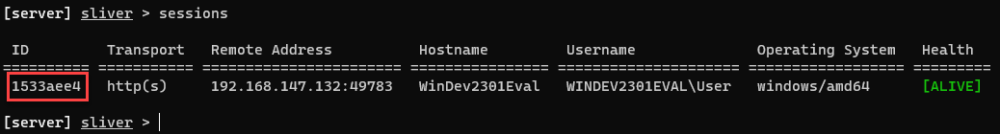 [server] sliver > sessions
ID Transport Remote Address Hostname Username Operating System Health
========== =========== ======================= ================ ===================== ================== =========
1533aee4 http(s) 192.168.147.132:49783 WinDev2301Eval WINDEV2301EVAL\User windows/amd64 [ALIVE]
[server] sliver >